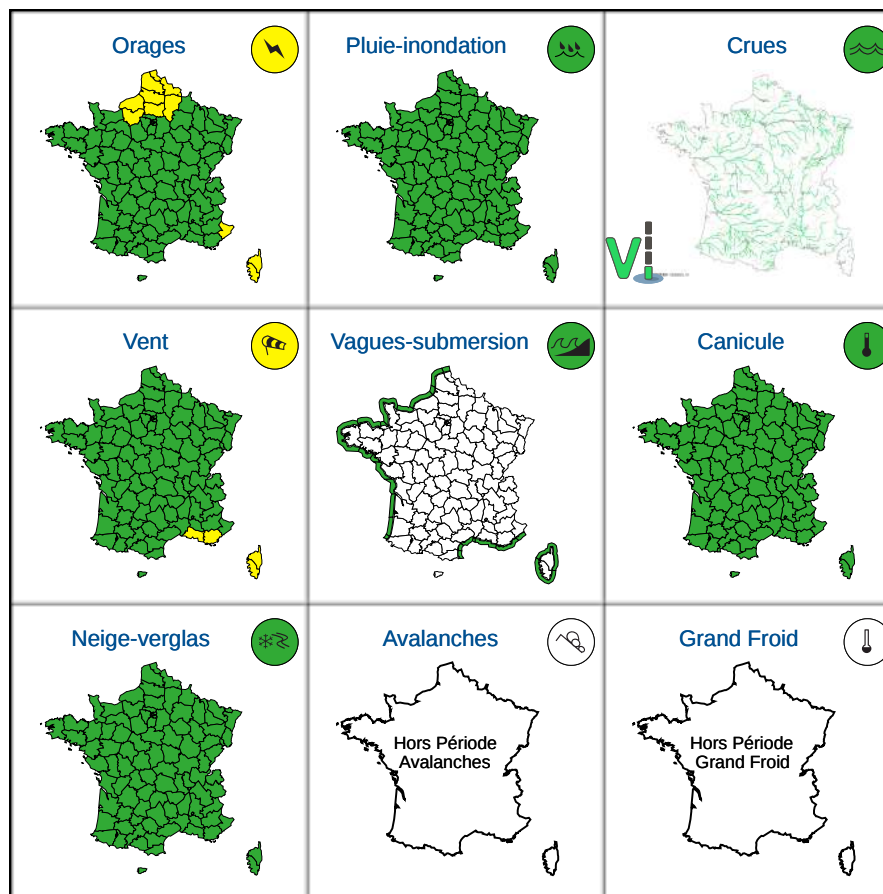 Orages
Pluie-inondation
Crues
Vent
Vagues-submersion
Canicule
Neige-verglas
Avalanches
Grand Froid
Hors Période
Avalanches
Hors Période
Grand Froid